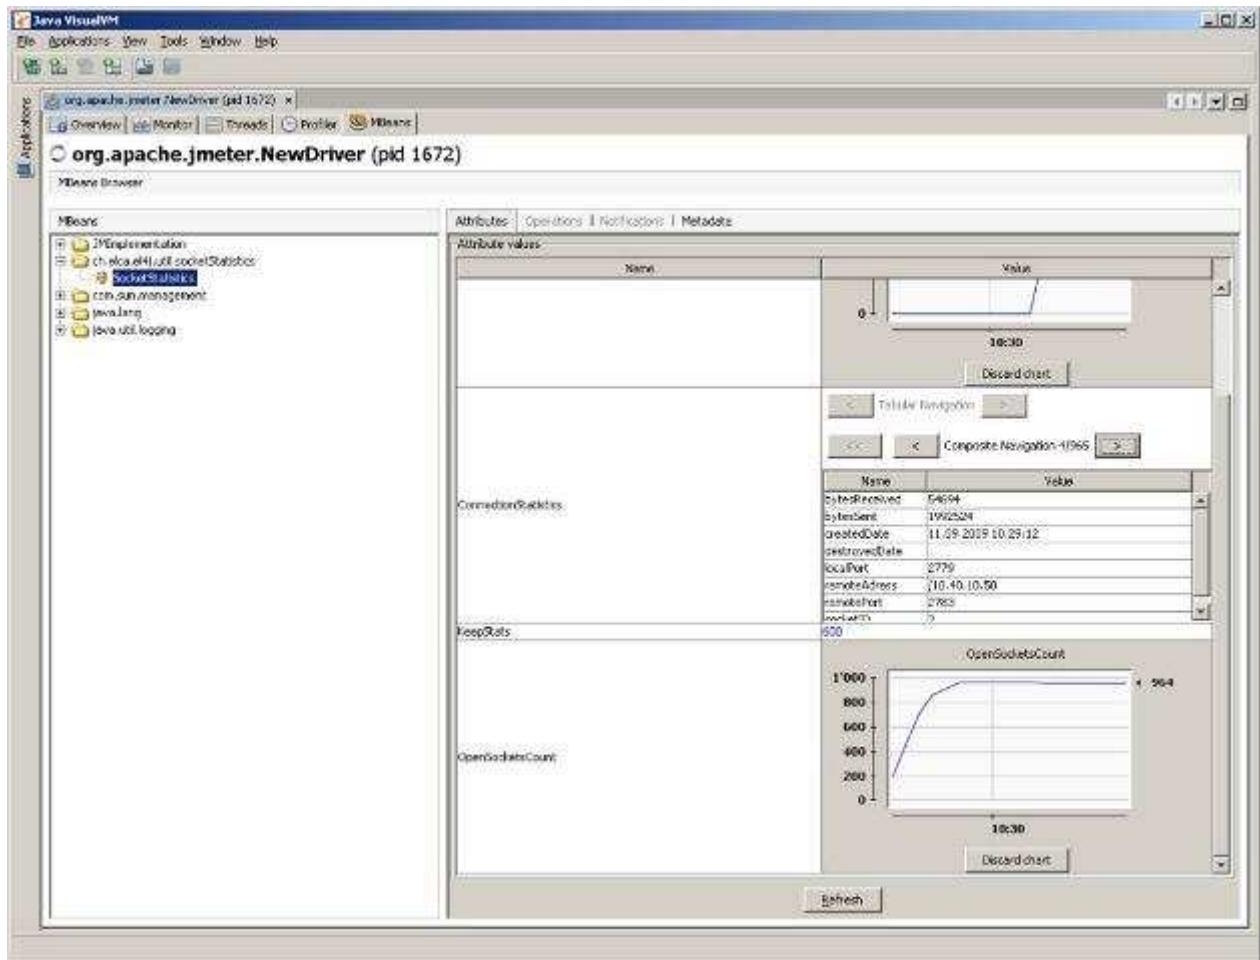 Java VisualVM
File Applications View Tools Window Help
Applications
org.apache.jmeter.NewDriver (pid 1672) x
Overview Monitor Threads Profiler MBeans
org.apache.jmeter.NewDriver (pid 1672)
MBeans Browser
MBeans
JMImplementation
ch.elca.el4j.util.socketStatistics
SocketStatistics
com.sun.management
java.lang
java.util.logging
Attributes Operations Notifications Metadata
Attribute values
Name Value
0
10:30
Discard chart
< Tabular Navigation >
ConnectionStatistics
<< < Composite Navigation 4/965 >
Name Value
bytesReceived 54694
bytesSent 1992524
createdDate 11.09.2009 10:29:12
destroyedDate
localPort 2779
remoteAdress /10.40.10.50
remotePort 2783
socketID
KeepStats 600
OpenSocketsCount
OpenSocketsCount
1'000
800
600
400
200
0
964
10:30
Discard chart
Refresh